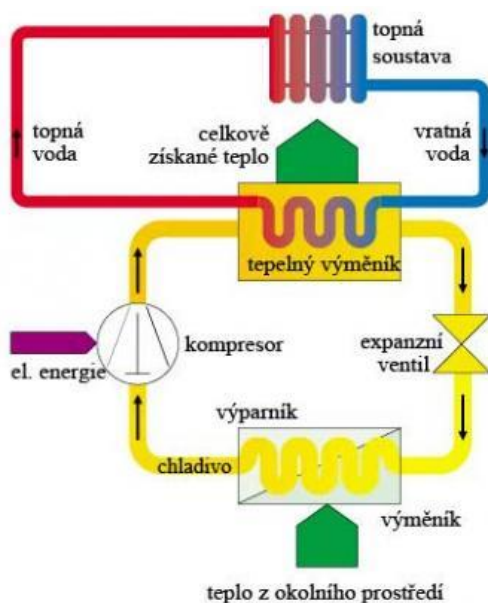 topná
soustava
topná
voda
celkově
získané teplo
vratná
voda
tepelný výměník
kompresor
el. energie
expanzní
ventil
výparník
chladivo
výměník
teplo z okolního prostředí